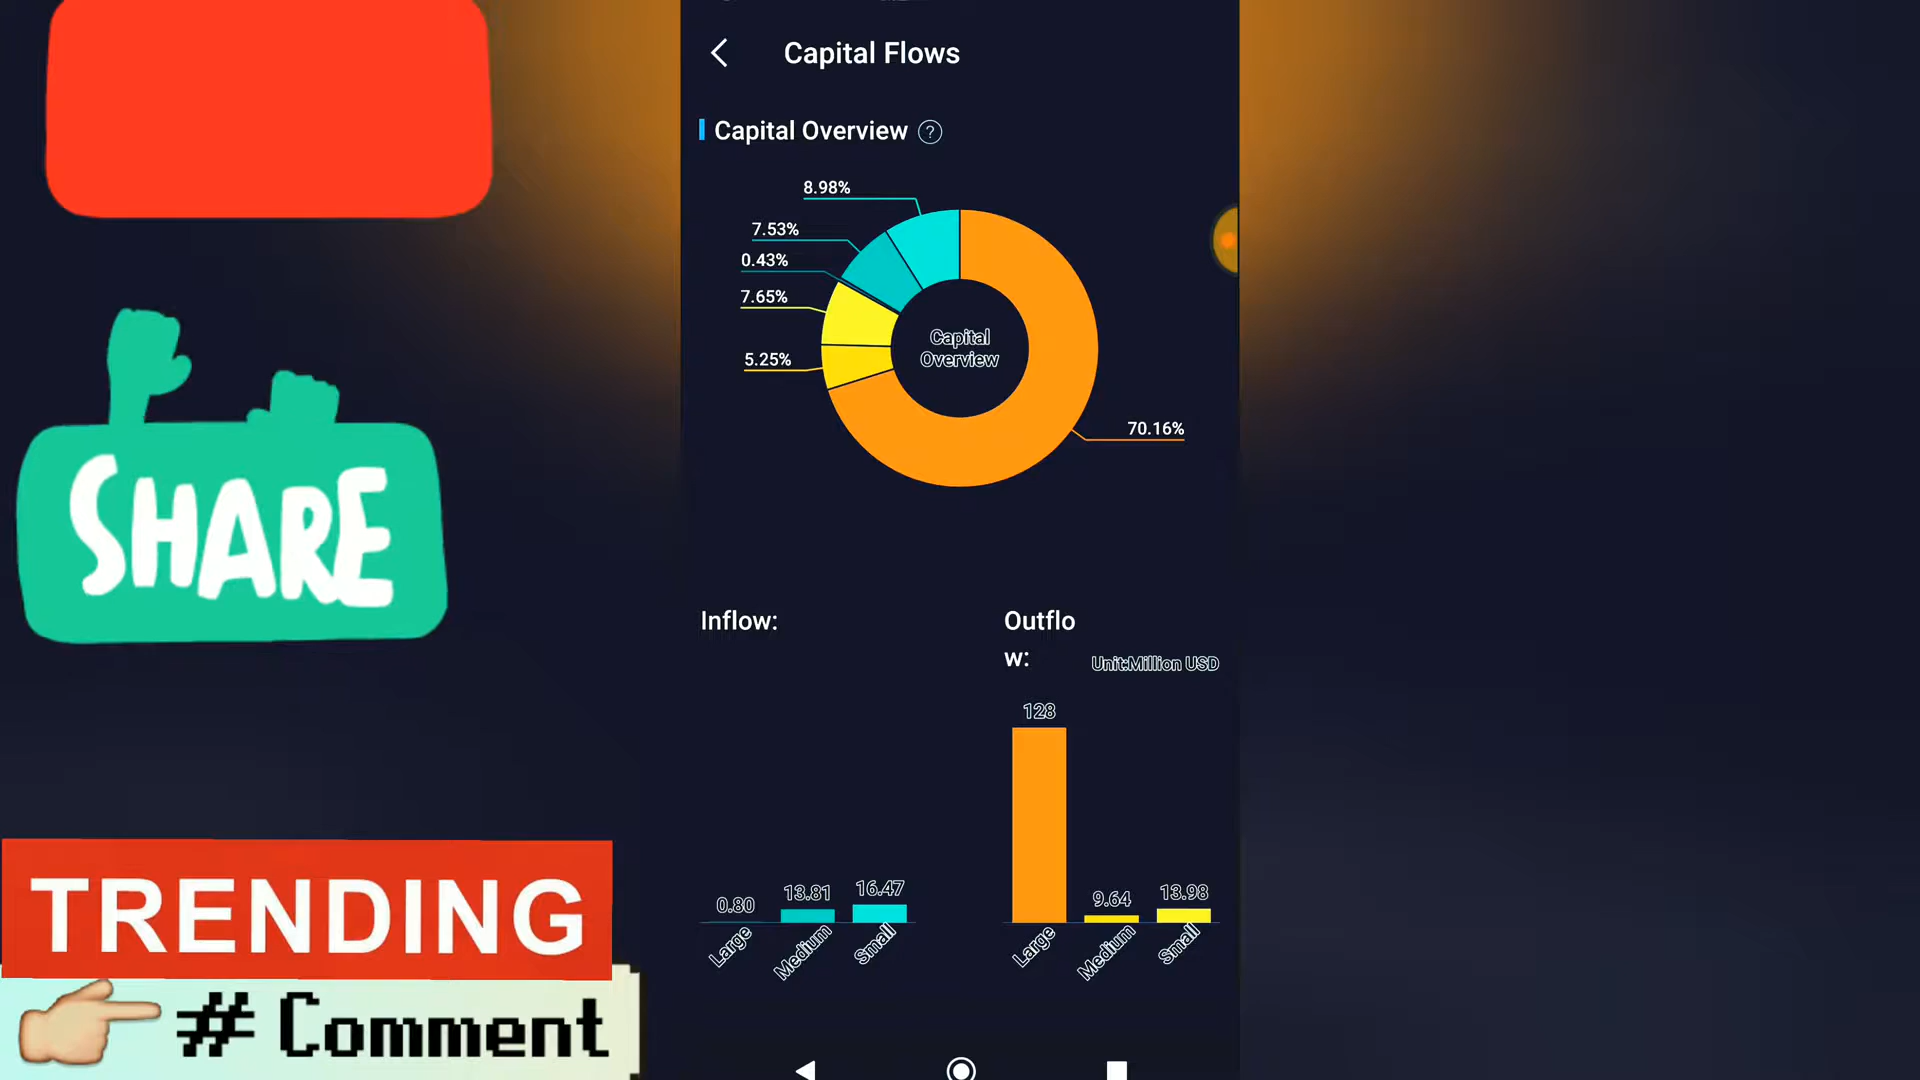 Capital Flows
Capital Overview ?
8.98%
7.53%
0.43%
7.65%
5.25%
70.16%
Capital
Overview
SHARE
Inflow:
Outflo
w:
Unit:Million USD
128
0.80
13.81
16.47
9.64
13.98
Large
Medium
Small
Large
Medium
Small
TRENDING
# Comment